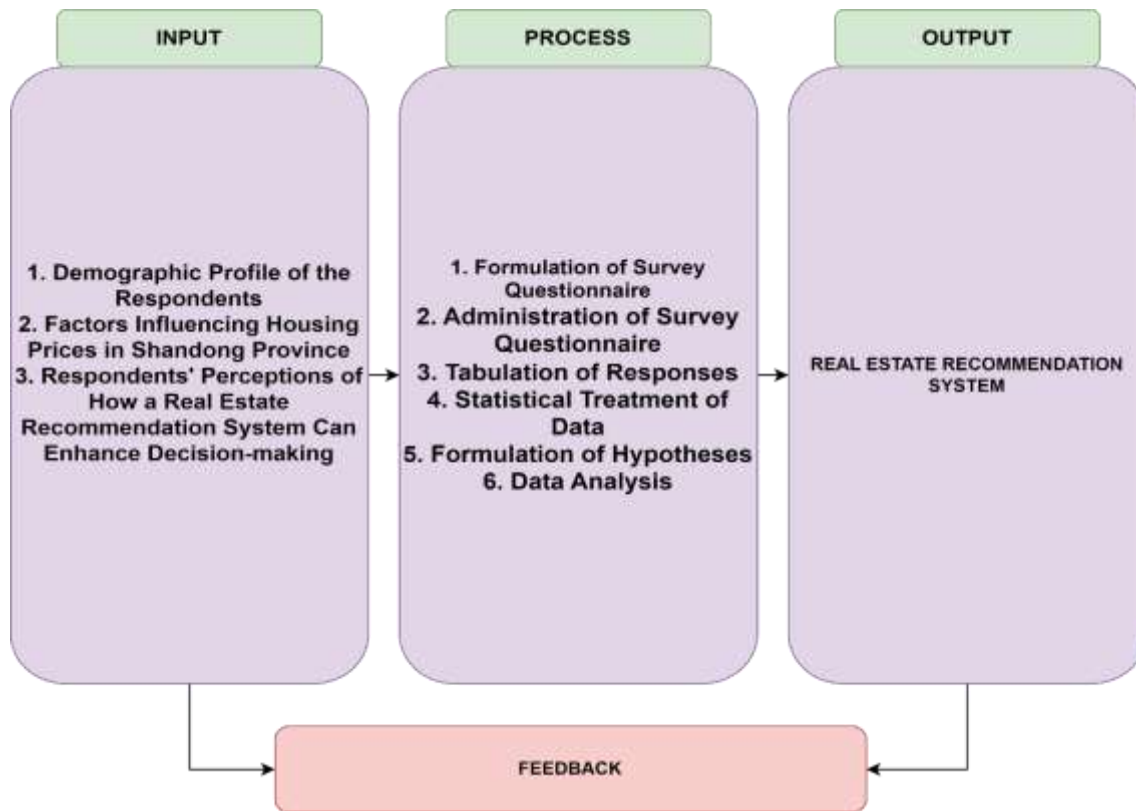 INPUT
PROCESS
OUTPUT
1. Demographic Profile of the
Respondents
2. Factors Influencing Housing
Prices in Shandong Province
3. Respondents' Perceptions of
How a Real Estate
Recommendation System Can
Enhance Decision-making
1. Formulation of Survey
Questionnaire
2. Administration of Survey
Questionnaire
3. Tabulation of Responses
4. Statistical Treatment of
Data
5. Formulation of Hypotheses
6. Data Analysis
REAL ESTATE RECOMMENDATION
SYSTEM
FEEDBACK